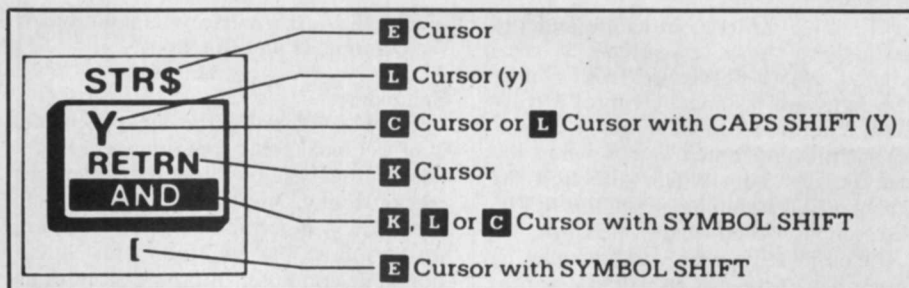 E Cursor
STR$
L Cursor (y)
Y
C Cursor or L Cursor with CAPS SHIFT (Y)
RETRN
K Cursor
AND
K, L or C Cursor with SYMBOL SHIFT
[
E Cursor with SYMBOL SHIFT